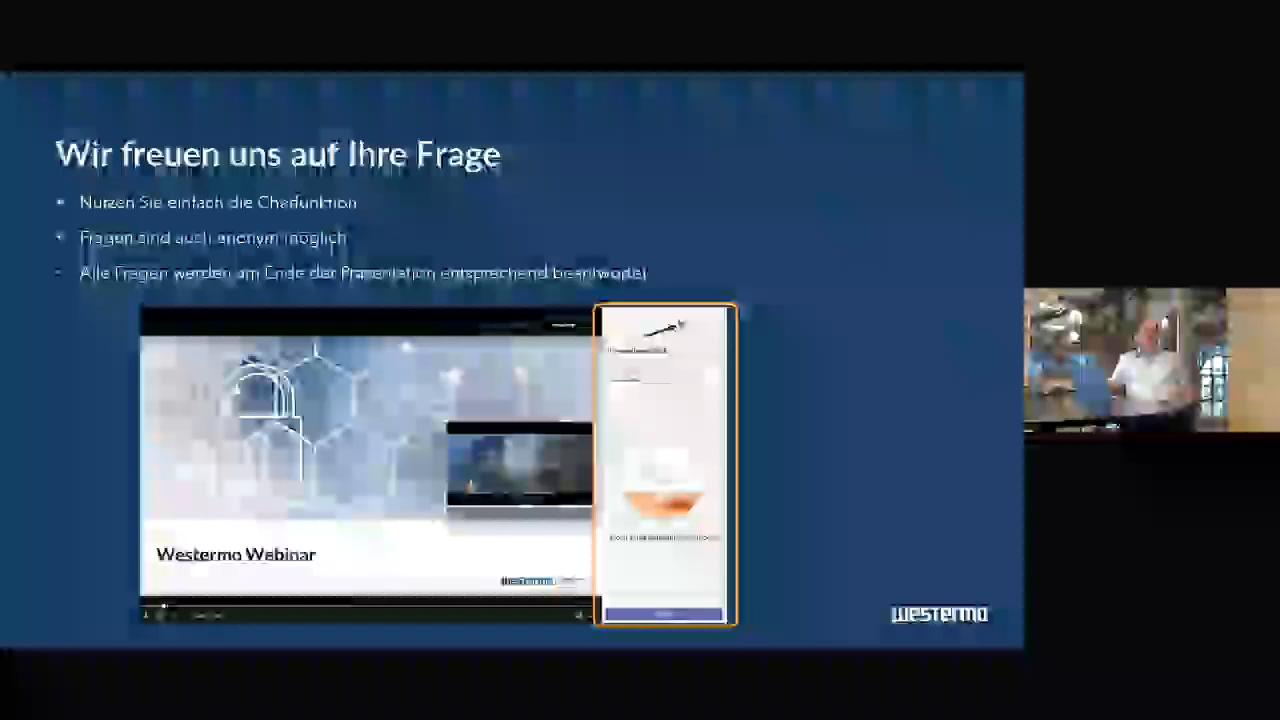 Wir freuen uns auf Ihre Frage
• Nutzen Sie einfach die Chatfunktion
• Fragen sind auch anonym möglich
• Alle Fragen werden am Ende der Präsentation entsprechend beantwortet
Westermo Webinar
westermo
westermo